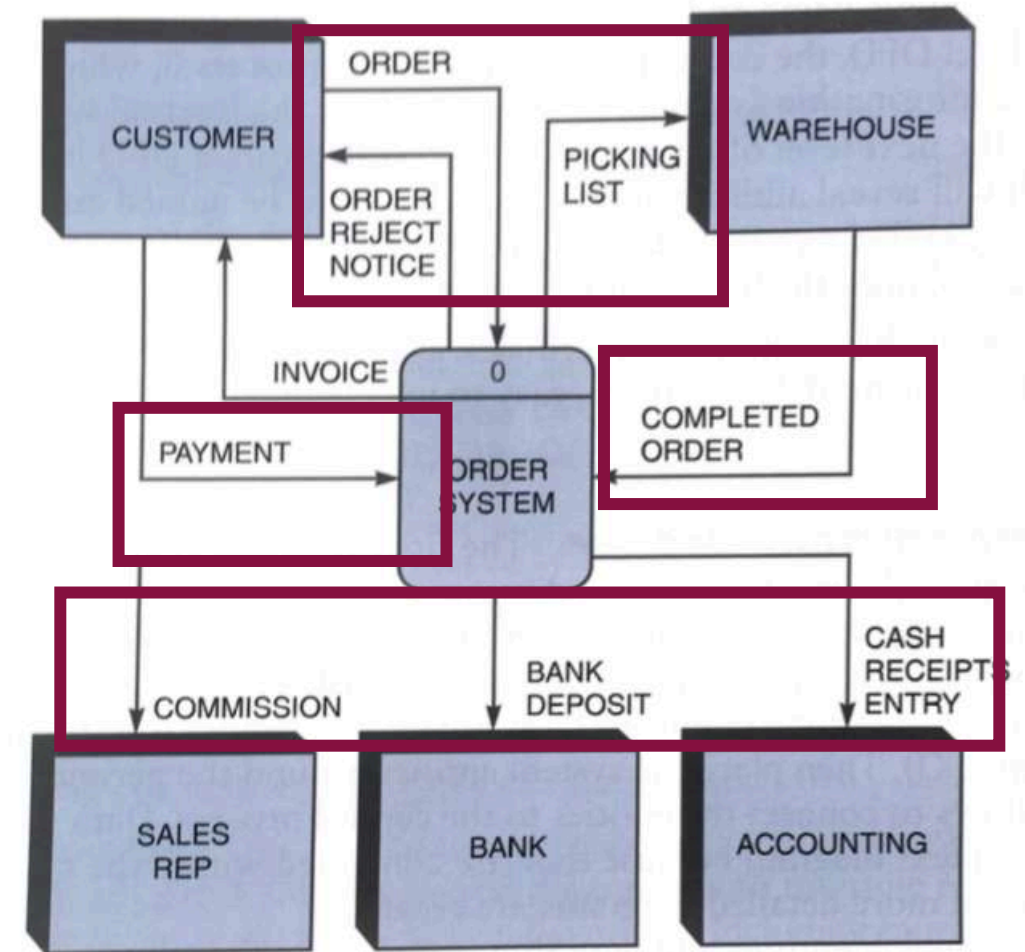 ORDER
CUSTOMER
WAREHOUSE
PICKING
LIST
ORDER
REJECT
NOTICE
INVOICE
0
COMPLETED
ORDER
PAYMENT
ORDER
SYSTEM
CASH
RECEIPTS
ENTRY
BANK
DEPOSIT
COMMISSION
SALES
REP
BANK
ACCOUNTING